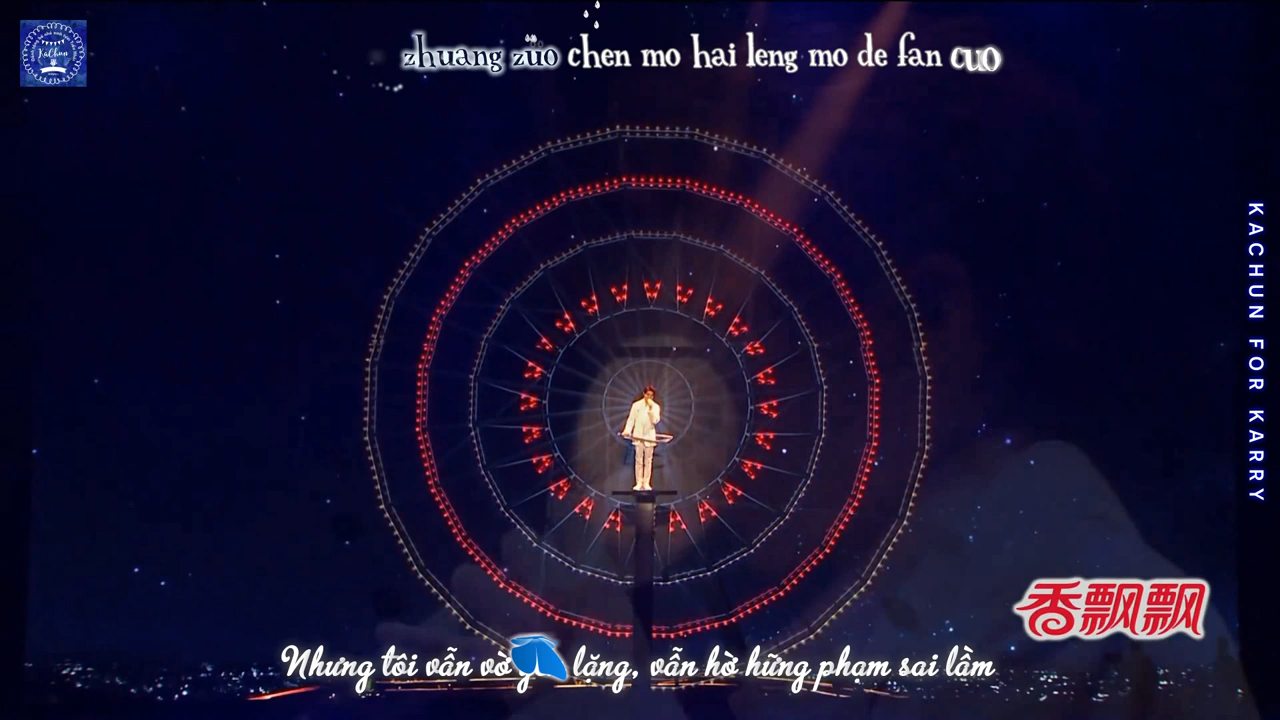 zhuang zuo chen mo hai leng mo de fan cuo
KACHUN FOR KARRY
香飘飘
Nhưng tôi vẫn vờ lặng, vẫn hờ hững phạm sai lầm